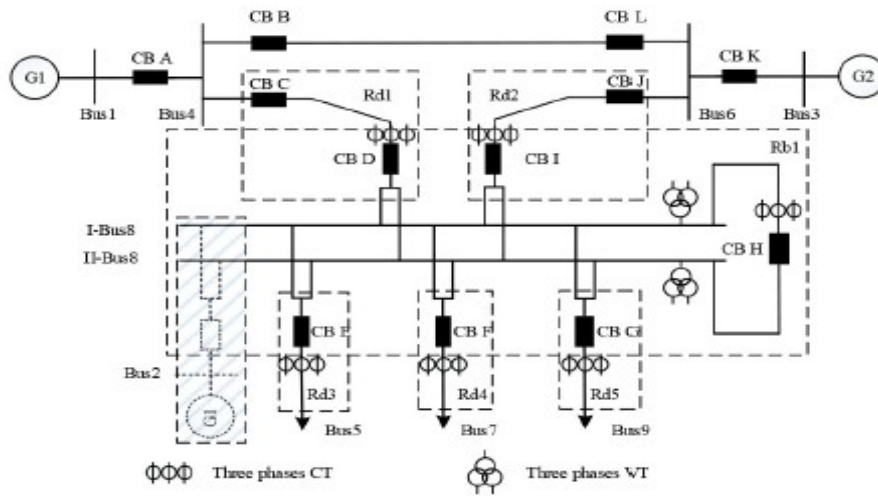 CB B
CB L
CB A
CB K
G1
G2
CB C
CB J
Rd1
Rd2
Bus1
Bus4
Bus6
Bus3
CB D
CB I
Rb1
I-Bus8
II-Bus8
CB H
CB E
CB F
CB G
Bus2
Rd3
Rd4
Rd5
Bus5
Bus7
Bus9
Three phases CT
Three phases VT